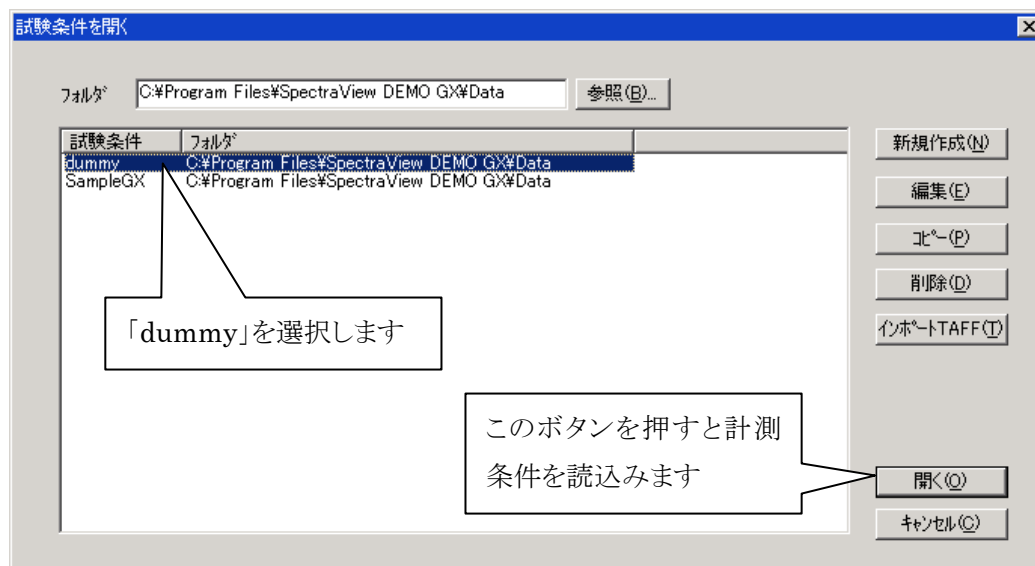 試験条件を開く
ﾌｫﾙﾀﾞ C:¥Program Files¥SpectraView DEMO GX¥Data 参照(B)...
試験条件 ﾌｫﾙﾀﾞ
dummy C:¥Program Files¥SpectraView DEMO GX¥Data
SampleGX C:¥Program Files¥SpectraView DEMO GX¥Data
新規作成(N)
編集(E)
ｺﾋﾟｰ(P)
削除(D)
ｲﾝﾎﾟｰﾄTAFF(T)
「dummy」を選択します
このボタンを押すと計測
条件を読込みます
開く(O)
ｷｬﾝｾﾙ(C)